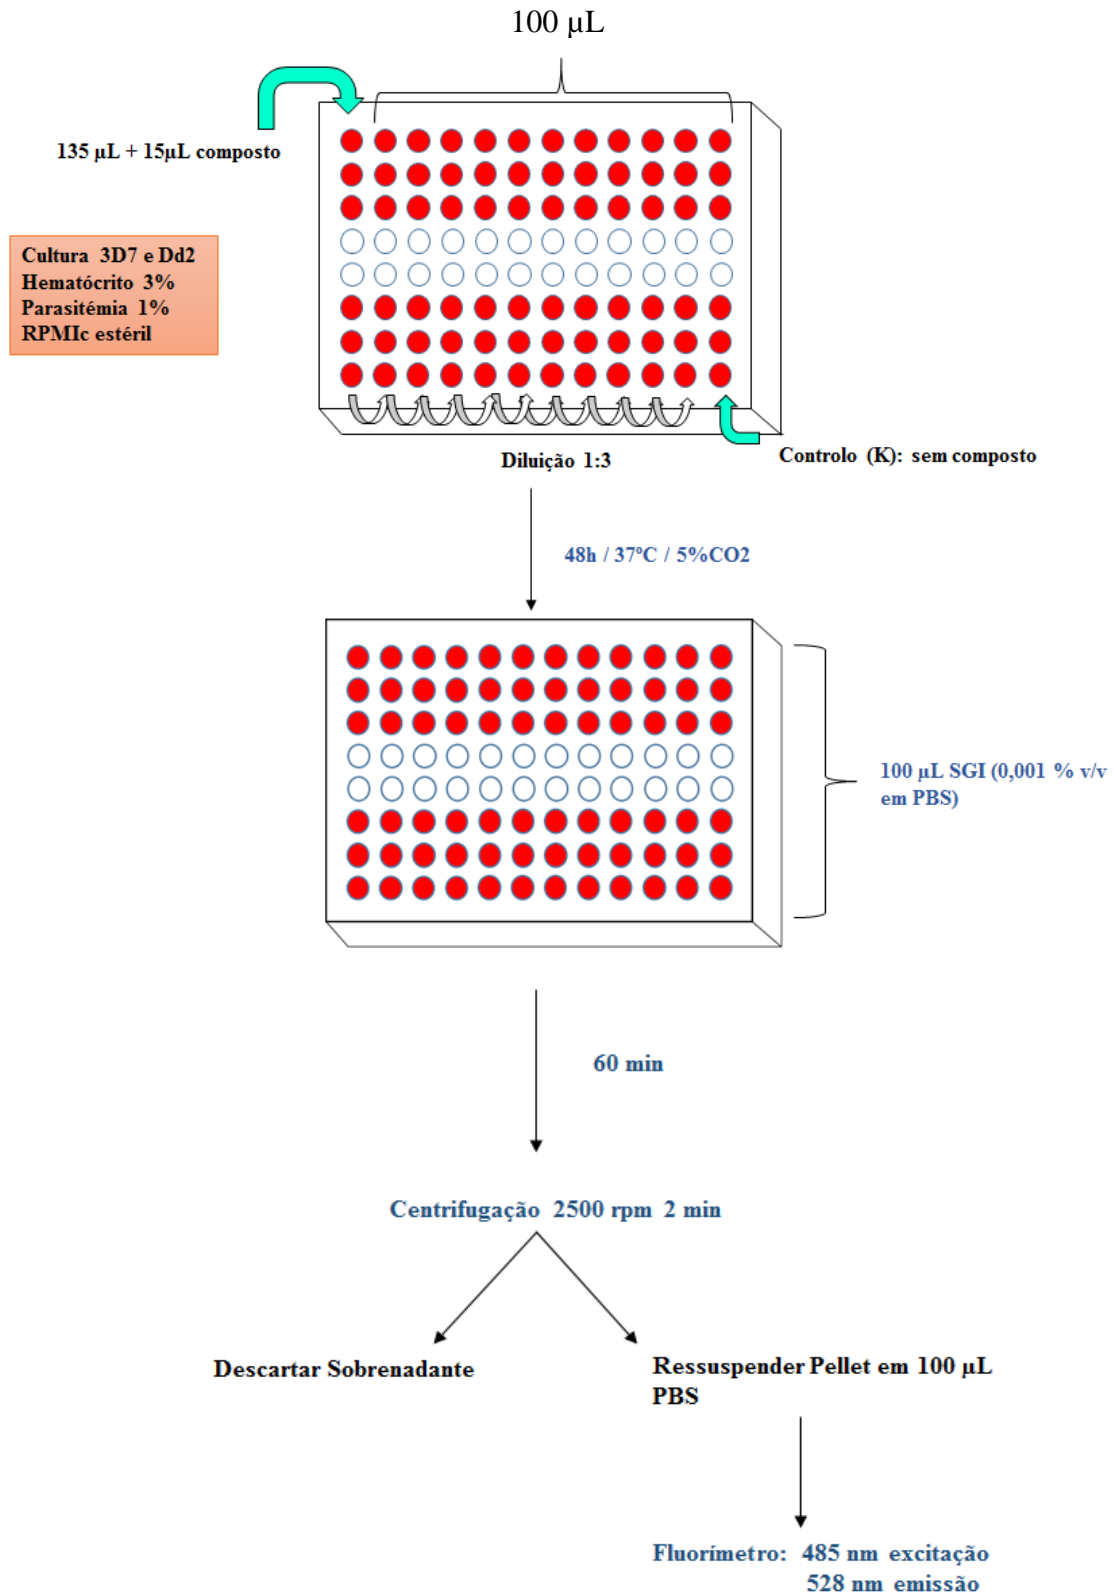 100 µL
135 µL + 15µL composto
Cultura 3D7 e Dd2
Hematócrito 3%
Parasitémia 1%
RPMIc estéril
Diluição 1:3
Controlo (K): sem composto
48h / 37ºC / 5%CO2
100 µL SGI (0,001 % v/v
em PBS)
60 min
Centrifugação 2500 rpm 2 min
Descartar Sobrenadante
Ressuspender Pellet em 100 µL
PBS
Fluorímetro: 485 nm excitação
528 nm emissão